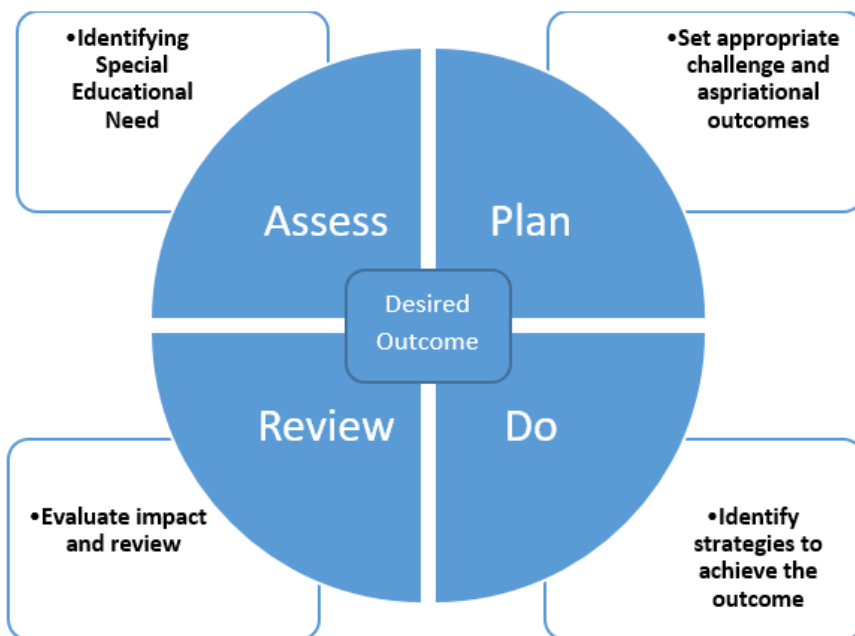 •Identifying
Special
Educational
Need
•Set appropriate
challenge and
aspriational
outcomes
Assess
Plan
Desired
Outcome
Review
Do
•Evaluate impact
and review
•Identify
strategies to
achieve the
outcome